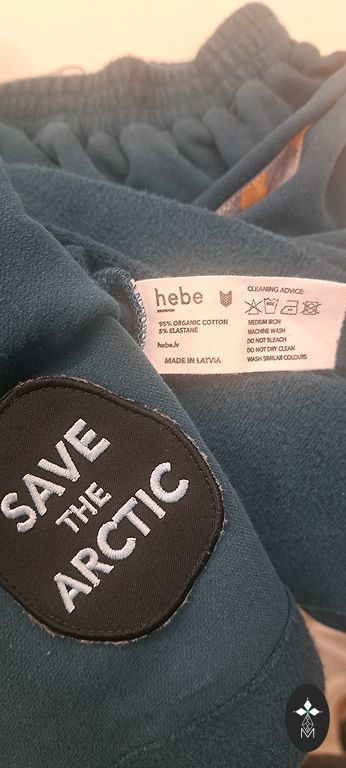 hebe
95% ORGANIC COTTON
5% ELASTANE
hebe.lv
MADE IN LATVIA
CLEANING ADVICE:
MEDIUM IRON
MACHINE WASH
DO NOT BLEACH
DO NOT DRY CLEAN
WASH SIMILAR COLOURS
SAVE
THE
ARCTIC
M